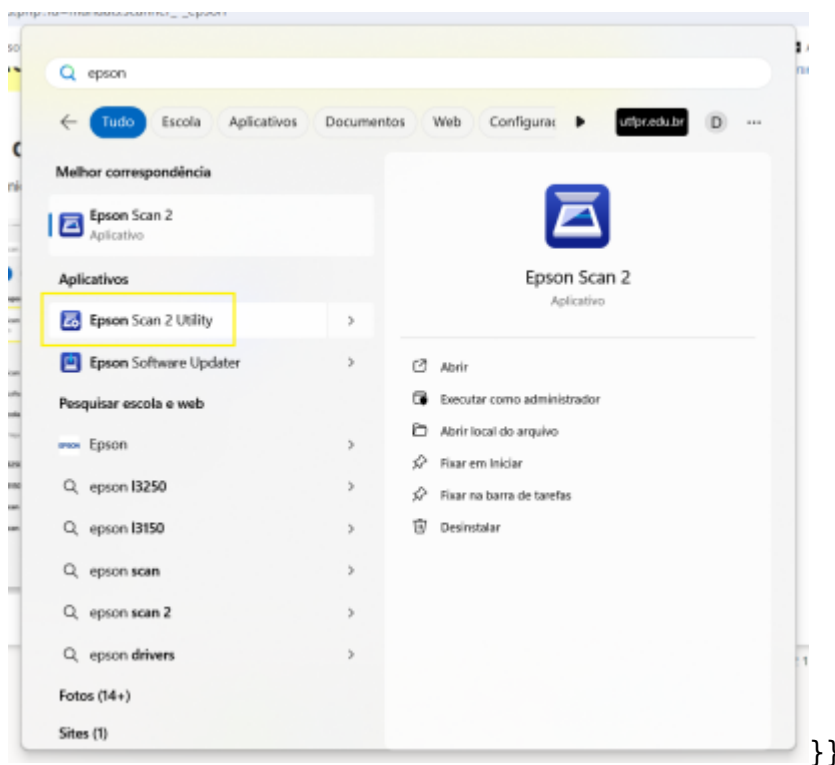 epson
Tudo Escola Aplicativos Documentos Web Configuraç utfpr.edu.br D ...
Melhor correspondência
Epson Scan 2
Aplicativo
Aplicativos
Epson Scan 2 Utility
Epson Software Updater
Pesquisar escola e web
EPSON Epson
epson l3250
epson l3150
epson scan
epson scan 2
epson drivers
Fotos (14+)
Sites (1)
Epson Scan 2
Aplicativo
Abrir
Executar como administrador
Abrir local do arquivo
Fixar em Iniciar
Fixar na barra de tarefas
Desinstalar
}}